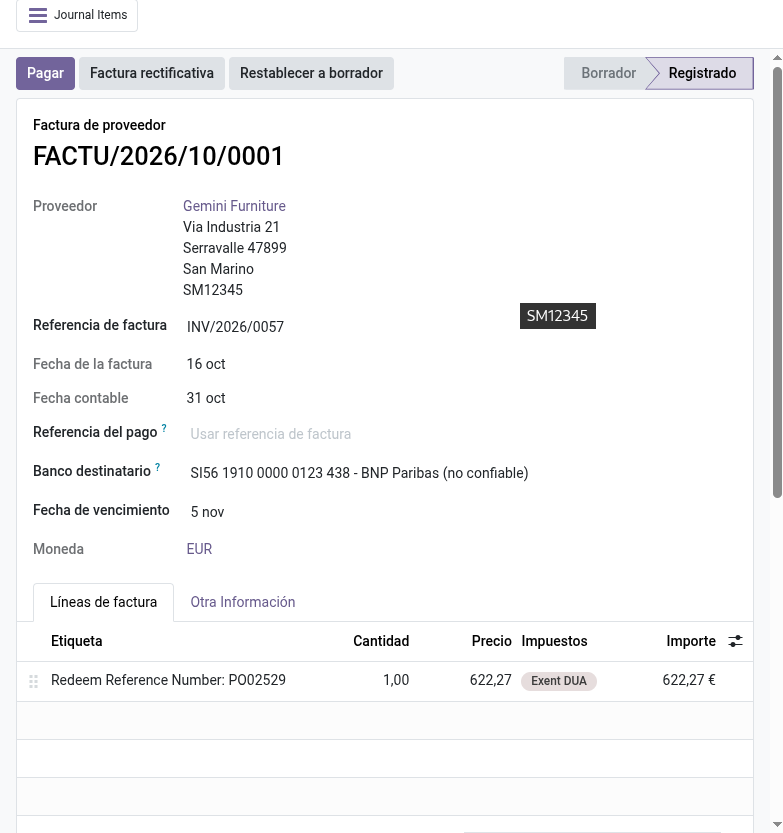 Journal Items
Pagar Factura rectificativa Restablecer a borrador Borrador Registrado
Factura de proveedor
FACTU/2026/10/0001
Proveedor Gemini Furniture
Via Industria 21
Serravalle 47899
San Marino
SM12345
SM12345
Referencia de factura INV/2026/0057
Fecha de la factura 16 oct
Fecha contable 31 oct
Referencia del pago ? Usar referencia de factura
Banco destinatario ? SI56 1910 0000 0123 438 - BNP Paribas (no confiable)
Fecha de vencimiento 5 nov
Moneda EUR
Líneas de factura Otra Información
Etiqueta Cantidad Precio Impuestos Importe
Redeem Reference Number: PO02529 1,00 622,27 Exent DUA 622,27 €